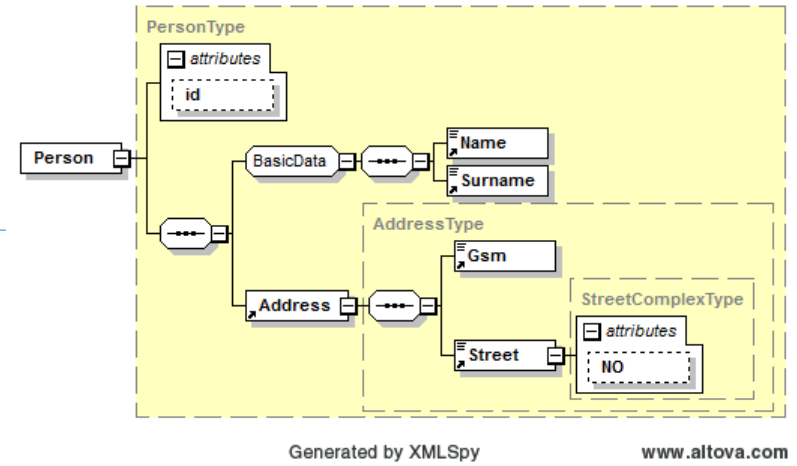 PersonType
attributes
id
Person
BasicData
Name
Surname
AddressType
Gsm
Address
StreetComplexType
attributes
Street
NO
Generated by XMLSpy
www.altova.com